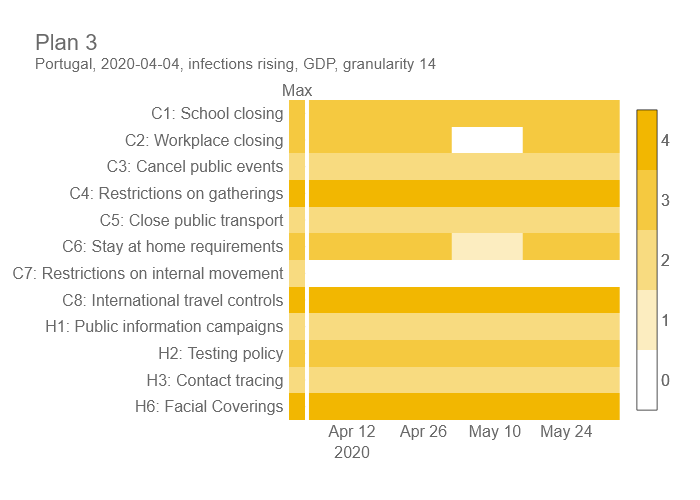 Plan 3
Portugal, 2020-04-04, infections rising, GDP, granularity 14
Max
C1: School closing
C2: Workplace closing
C3: Cancel public events
C4: Restrictions on gatherings
C5: Close public transport
C6: Stay at home requirements
C7: Restrictions on internal movement
C8: International travel controls
H1: Public information campaigns
H2: Testing policy
H3: Contact tracing
H6: Facial Coverings
Apr 12 Apr 26 May 10 May 24
2020
4
3
2
1
0